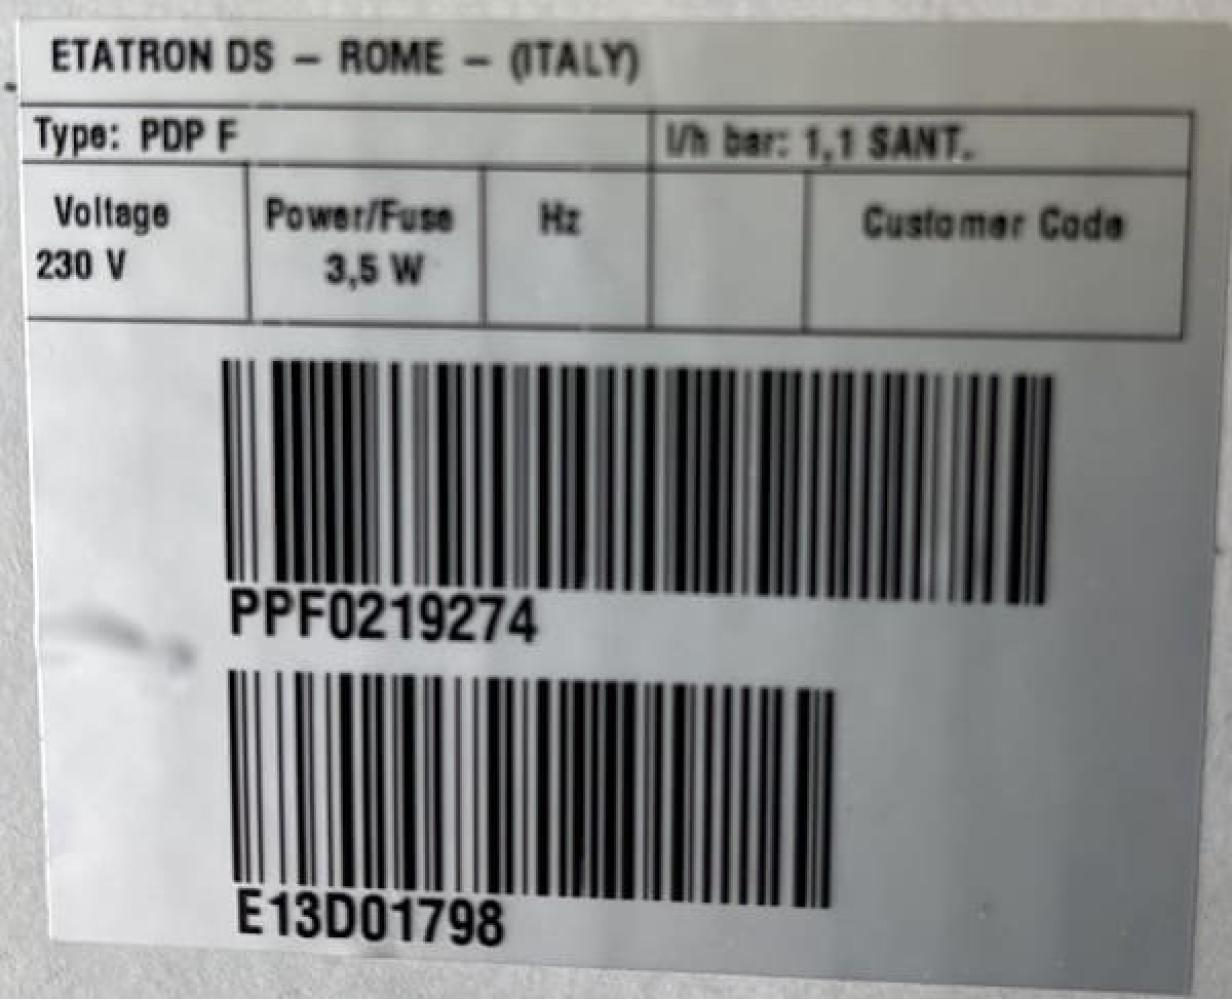 ETATRON DS – ROME – (ITALY)
Type: PDP F l/h bar: 1,1 SANT.
Voltage Power/Fuse Hz Customer Code
230 V 3,5 W
PPF0219274
E13D01798